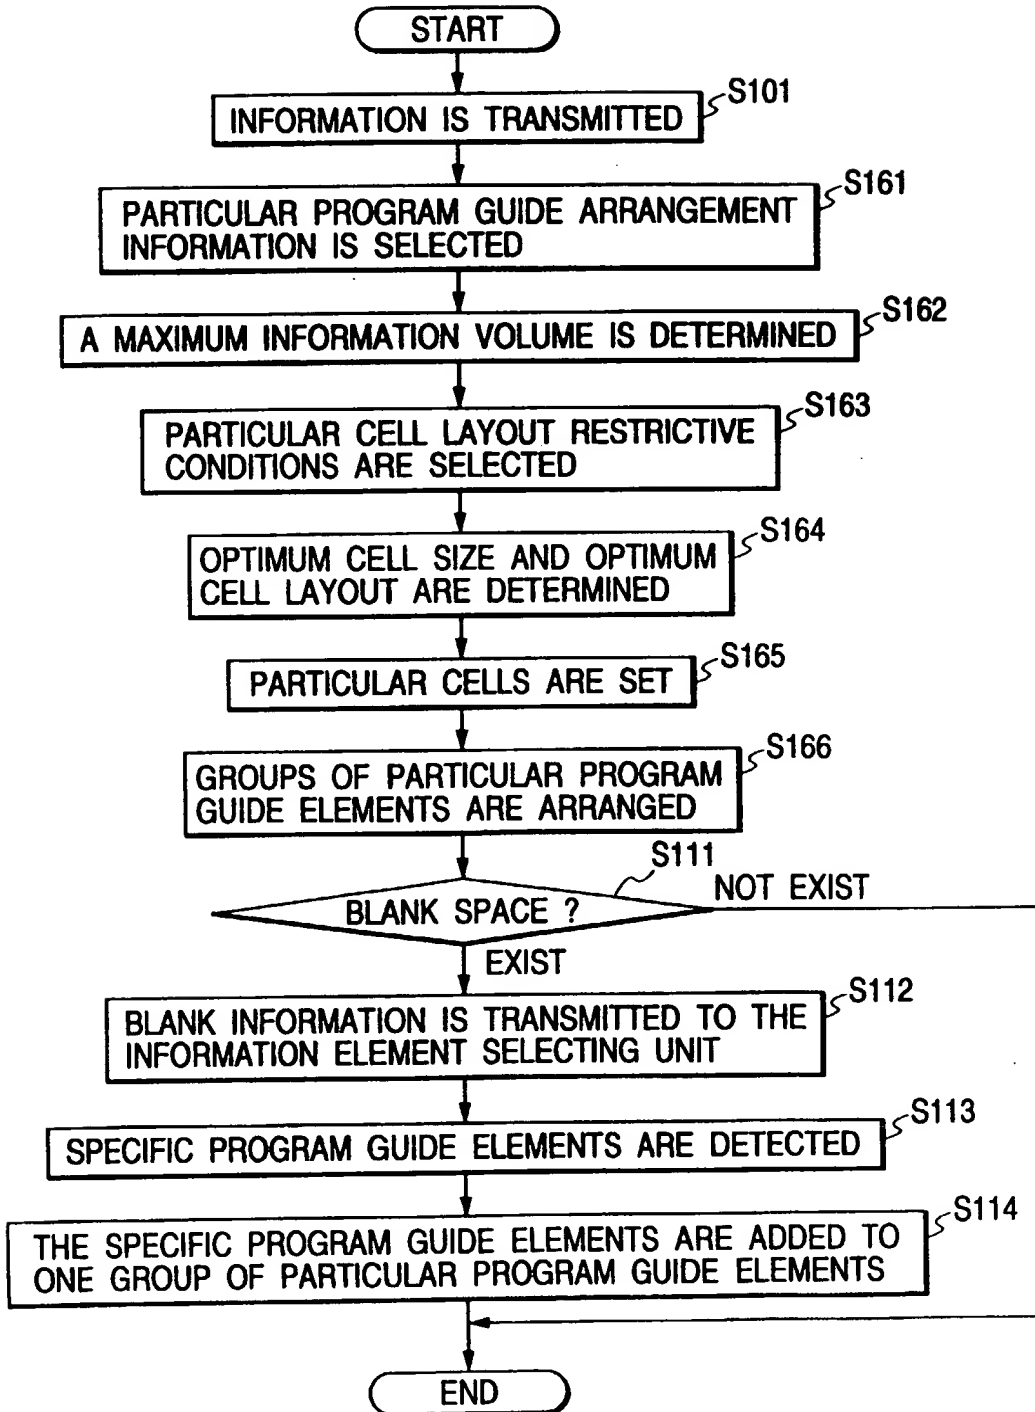 START
S101
INFORMATION IS TRANSMITTED
S161
PARTICULAR PROGRAM GUIDE ARRANGEMENT
INFORMATION IS SELECTED
S162
A MAXIMUM INFORMATION VOLUME IS DETERMINED
S163
PARTICULAR CELL LAYOUT RESTRICTIVE
CONDITIONS ARE SELECTED
S164
OPTIMUM CELL SIZE AND OPTIMUM
CELL LAYOUT ARE DETERMINED
S165
PARTICULAR CELLS ARE SET
S166
GROUPS OF PARTICULAR PROGRAM
GUIDE ELEMENTS ARE ARRANGED
S111
BLANK SPACE ?
NOT EXIST
EXIST
S112
BLANK INFORMATION IS TRANSMITTED TO THE
INFORMATION ELEMENT SELECTING UNIT
S113
SPECIFIC PROGRAM GUIDE ELEMENTS ARE DETECTED
S114
THE SPECIFIC PROGRAM GUIDE ELEMENTS ARE ADDED TO
ONE GROUP OF PARTICULAR PROGRAM GUIDE ELEMENTS
END